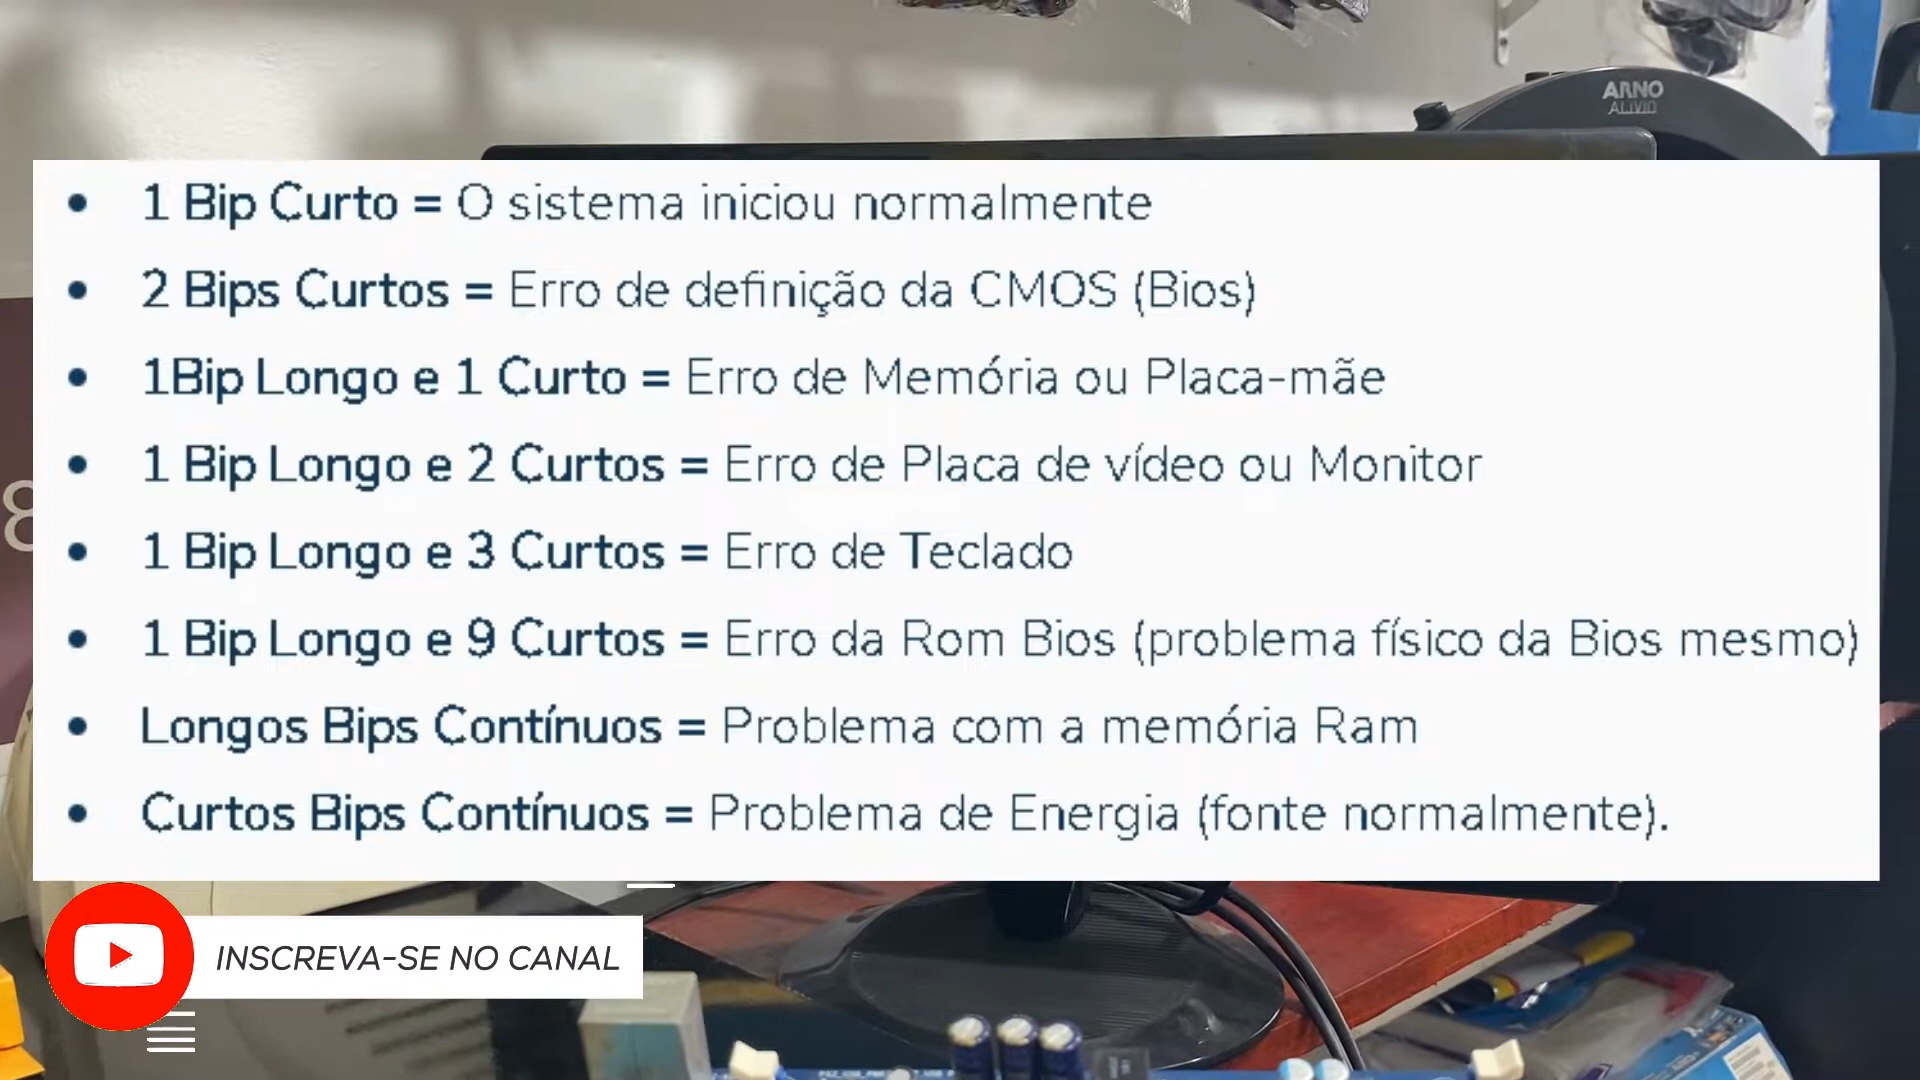 ARNO
ALIVIO
• 1 Bip Curto = O sistema iniciou normalmente
• 2 Bips Curtos = Erro de definição da CMOS (Bios)
• 1Bip Longo e 1 Curto = Erro de Memória ou Placa-mãe
• 1 Bip Longo e 2 Curtos = Erro de Placa de vídeo ou Monitor
• 1 Bip Longo e 3 Curtos = Erro de Teclado
8
• 1 Bip Longo e 9 Curtos = Erro da Rom Bios (problema físico da Bios mesmo)
• Longos Bips Contínuos = Problema com a memória Ram
• Curtos Bips Contínuos = Problema de Energia (fonte normalmente).
INSCREVA-SE NO CANAL